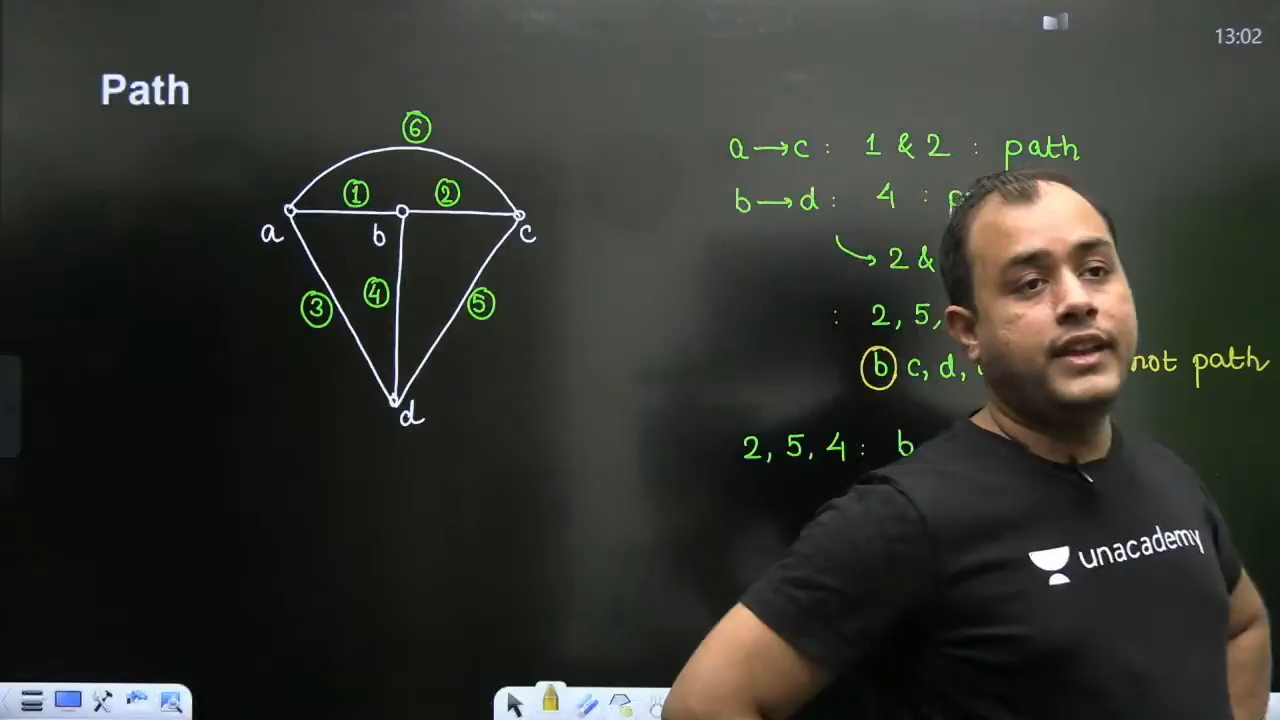 13:02
Path
6
1
2
a
b
c
3
4
5
d
a → c : 1 & 2 : path
b → d : 4 :
→ 2 &
: 2, 5,
b c, d, not path
2, 5, 4 : b
unacademy